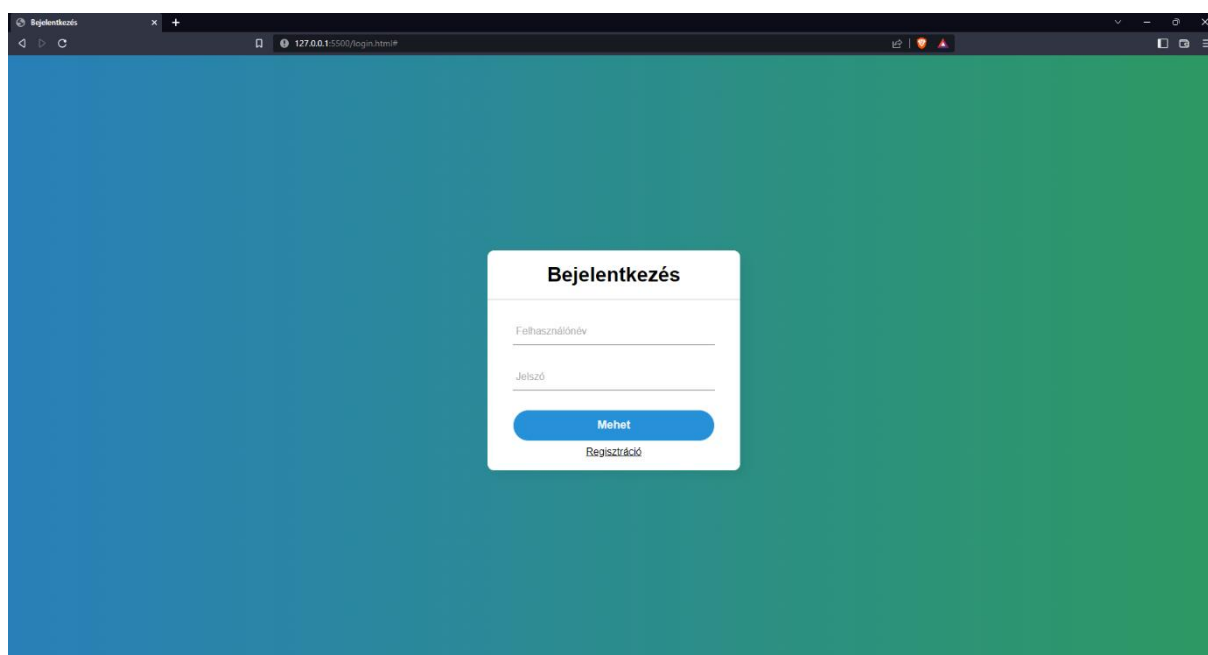 Bejelentkezés
127.0.0.1:5500/login.html#
Bejelentkezés
Felhasználónév
Jelszó
Mehet
Regisztráció